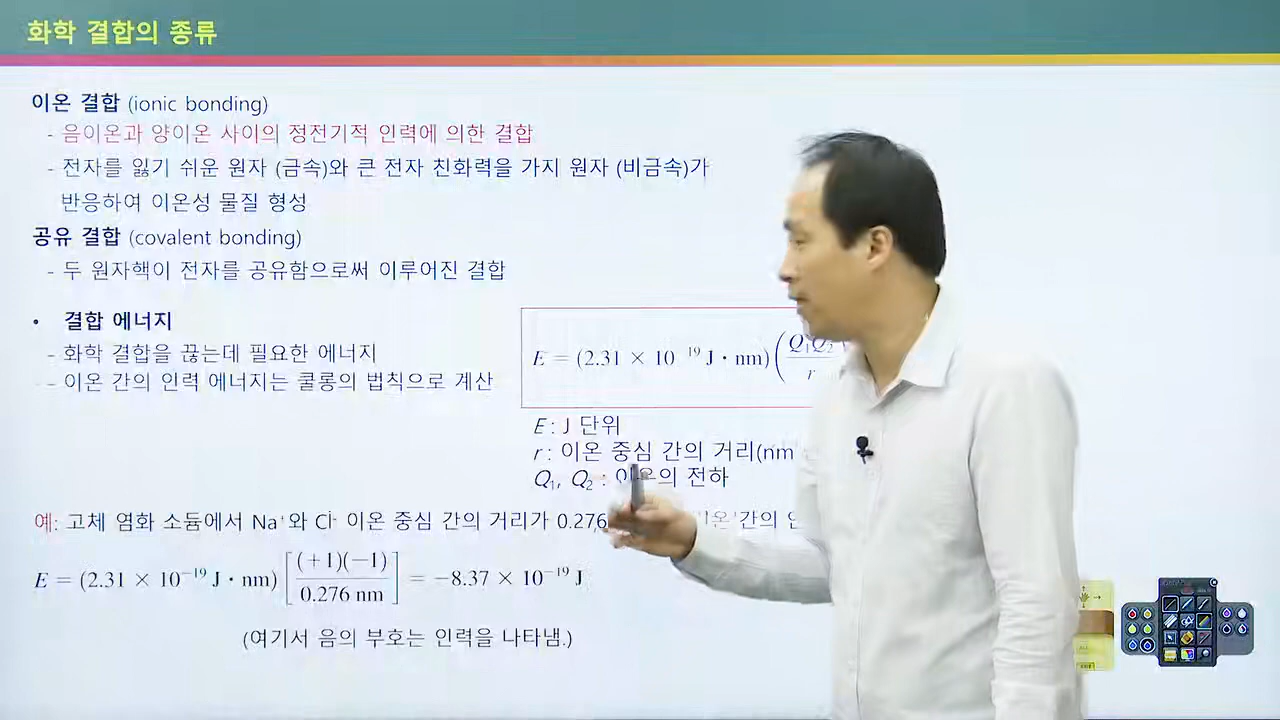 화학 결합의 종류
이온 결합 (ionic bonding)
- 음이온과 양이온 사이의 정전기적 인력에 의한 결합
- 전자를 잃기 쉬운 원자 (금속)와 큰 전자 친화력을 가지 원자 (비금속)가
반응하여 이온성 물질 형성
공유 결합 (covalent bonding)
- 두 원자핵이 전자를 공유함으로써 이루어진 결합
• 결합 에너지
- 화학 결합을 끊는데 필요한 에너지
- 이온 간의 인력 에너지는 쿨롱의 법칙으로 계산
E = (2.31 × 10⁻¹⁹ J · nm)(Q₁Q₂/r
E : J 단위
r : 이온 중심 간의 거리(nm
Q₁, Q₂ : 이온의 전하
예: 고체 염화 소듐에서 Na⁺와 Cl⁻ 이온 중심 간의 거리가 0.276 간의
E = (2.31 × 10⁻¹⁹ J · nm) [(+1)(−1)/0.276 nm] = −8.37 × 10⁻¹⁹ J
(여기서 음의 부호는 인력을 나타냄.)